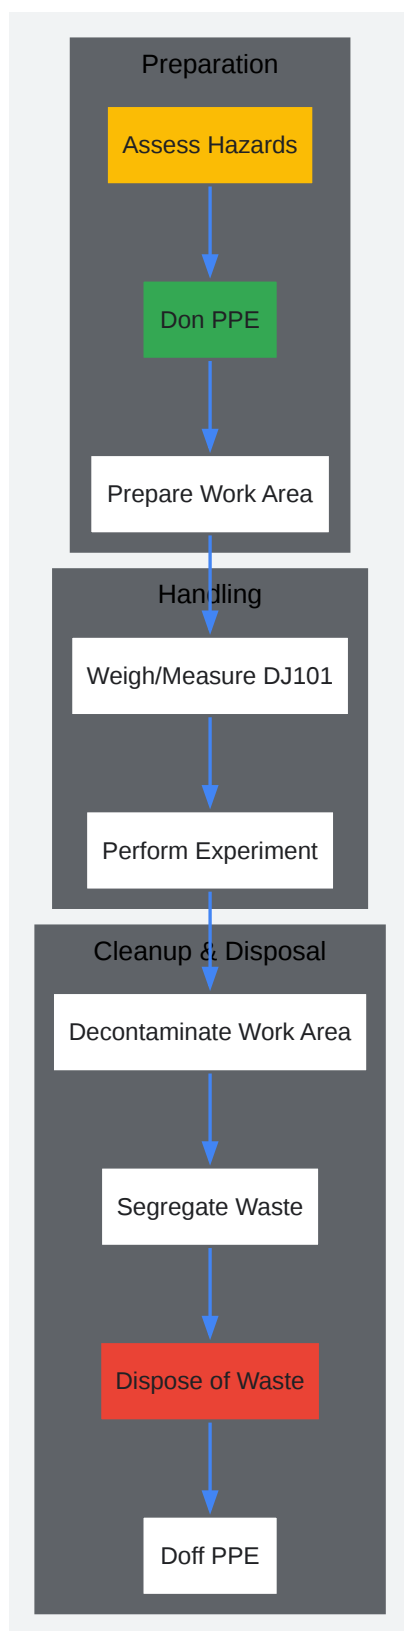 Preparation
Assess Hazards
Don PPE
Prepare Work Area
Handling
Weigh/Measure DJ101
Perform Experiment
Cleanup & Disposal
Decontaminate Work Area
Segregate Waste
Dispose of Waste
Doff PPE